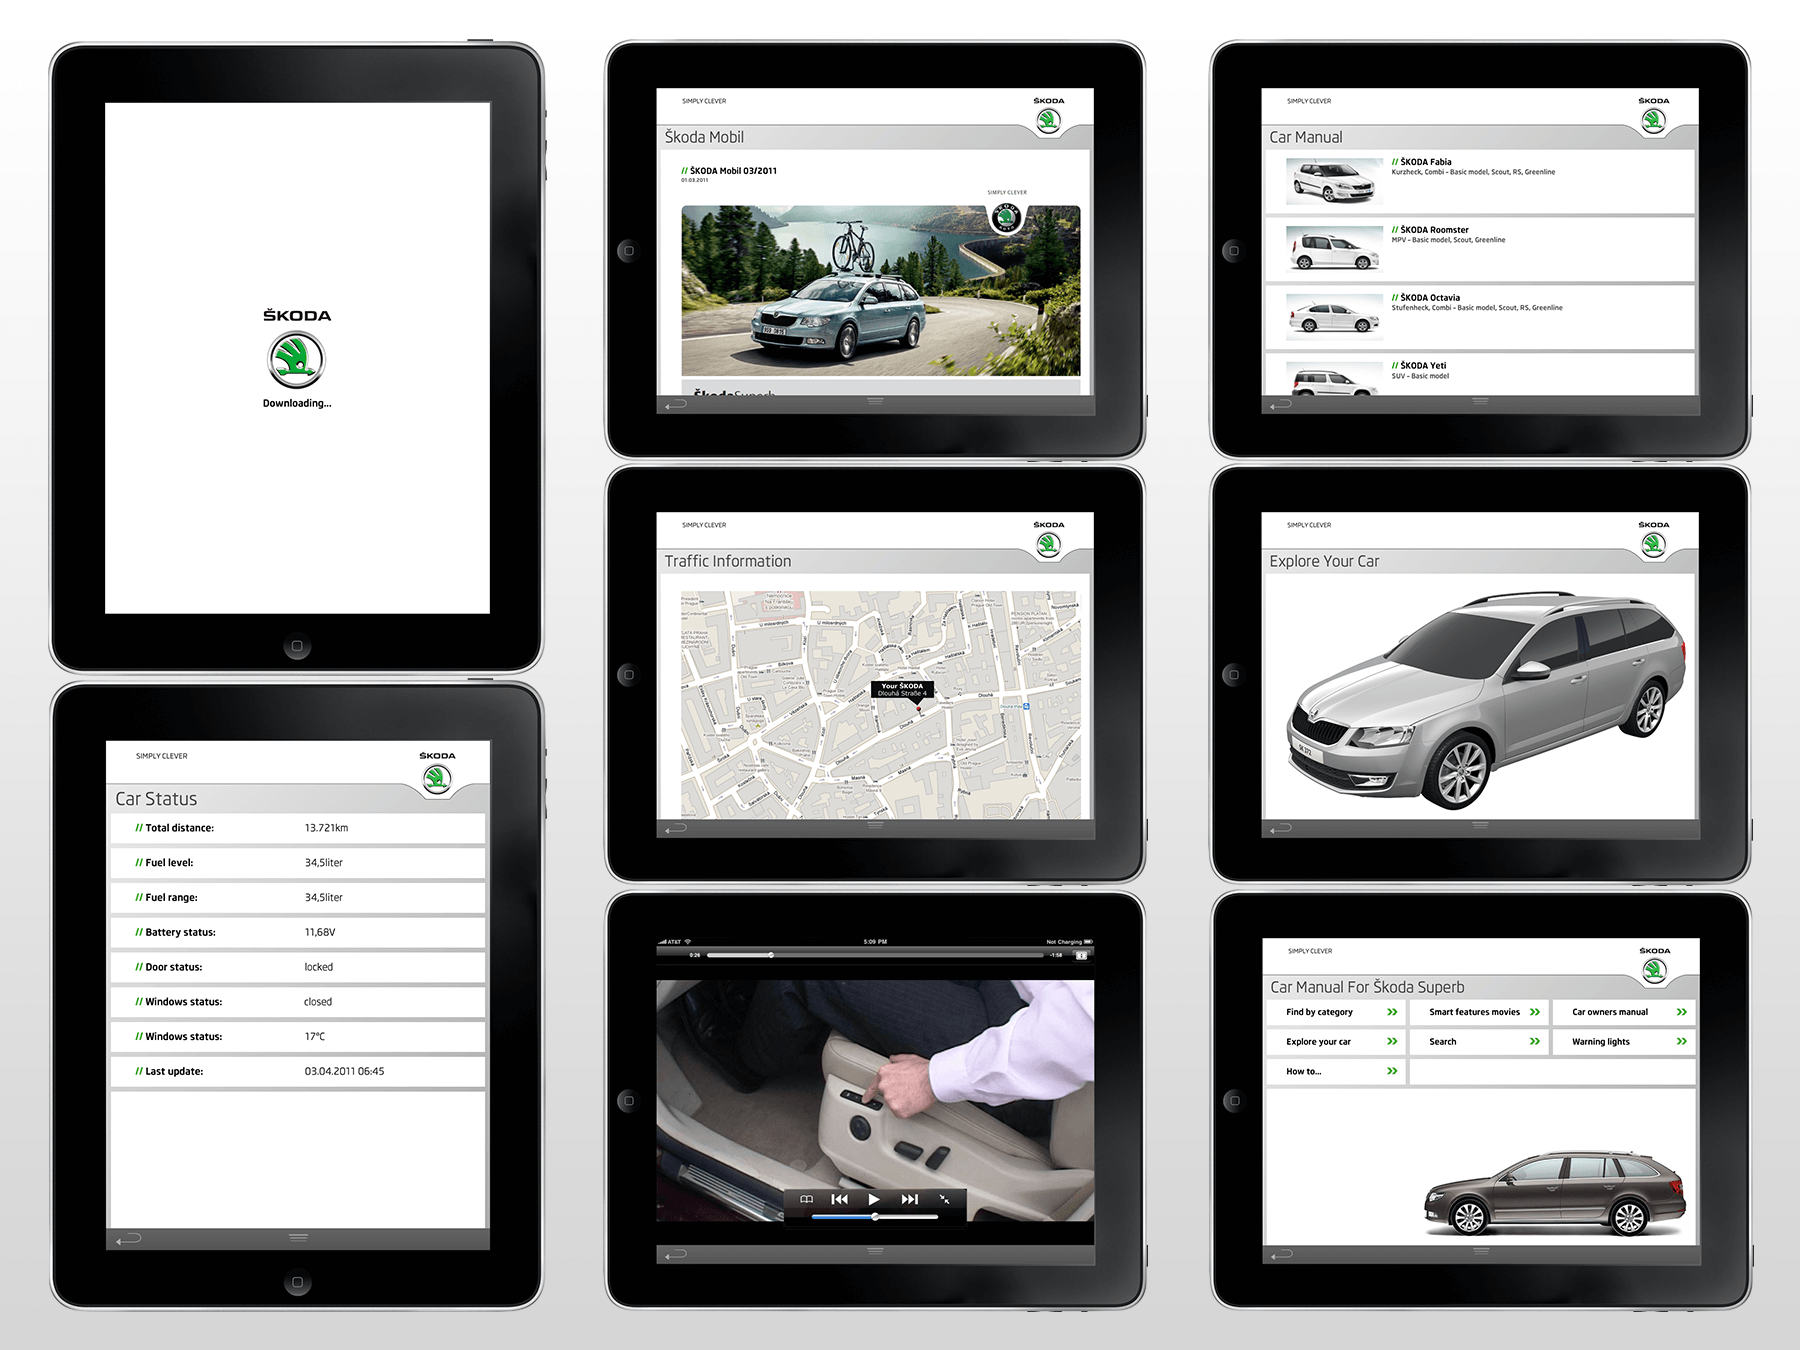 ŠKODA
Downloading...
SIMPLY CLEVER
ŠKODA
Car Status
// Total distance: 13.721km
// Fuel level: 34,5liter
// Fuel range: 34,5liter
// Battery status: 11,68V
// Door status: locked
// Windows status: closed
// Windows status: 17°C
// Last update: 03.04.2011 06:45
SIMPLY CLEVER
ŠKODA
Škoda Mobil
// ŠKODA Mobil 03/2011
01.03.2011
SIMPLY CLEVER
ŠkodaSuperb
SIMPLY CLEVER
ŠKODA
Traffic Information
Your ŠKODA
Dlouhá Straße 4
AT&T 5:09 PM Not Charging
0:26 -1:58
SIMPLY CLEVER
ŠKODA
Car Manual
// ŠKODA Fabia
Kurzheck, Combi - Basic model, Scout, RS, Greenline
// ŠKODA Roomster
MPV - Basic model, Scout, Greenline
// ŠKODA Octavia
Stufenheck, Combi - Basic model, Scout, RS, Greenline
// ŠKODA Yeti
SUV - Basic model
SIMPLY CLEVER
ŠKODA
Explore Your Car
SIMPLY CLEVER
ŠKODA
Car Manual For Škoda Superb
Find by category >> Smart features movies >> Car owners manual >>
Explore your car >> Search >> Warning lights >>
How to... >>